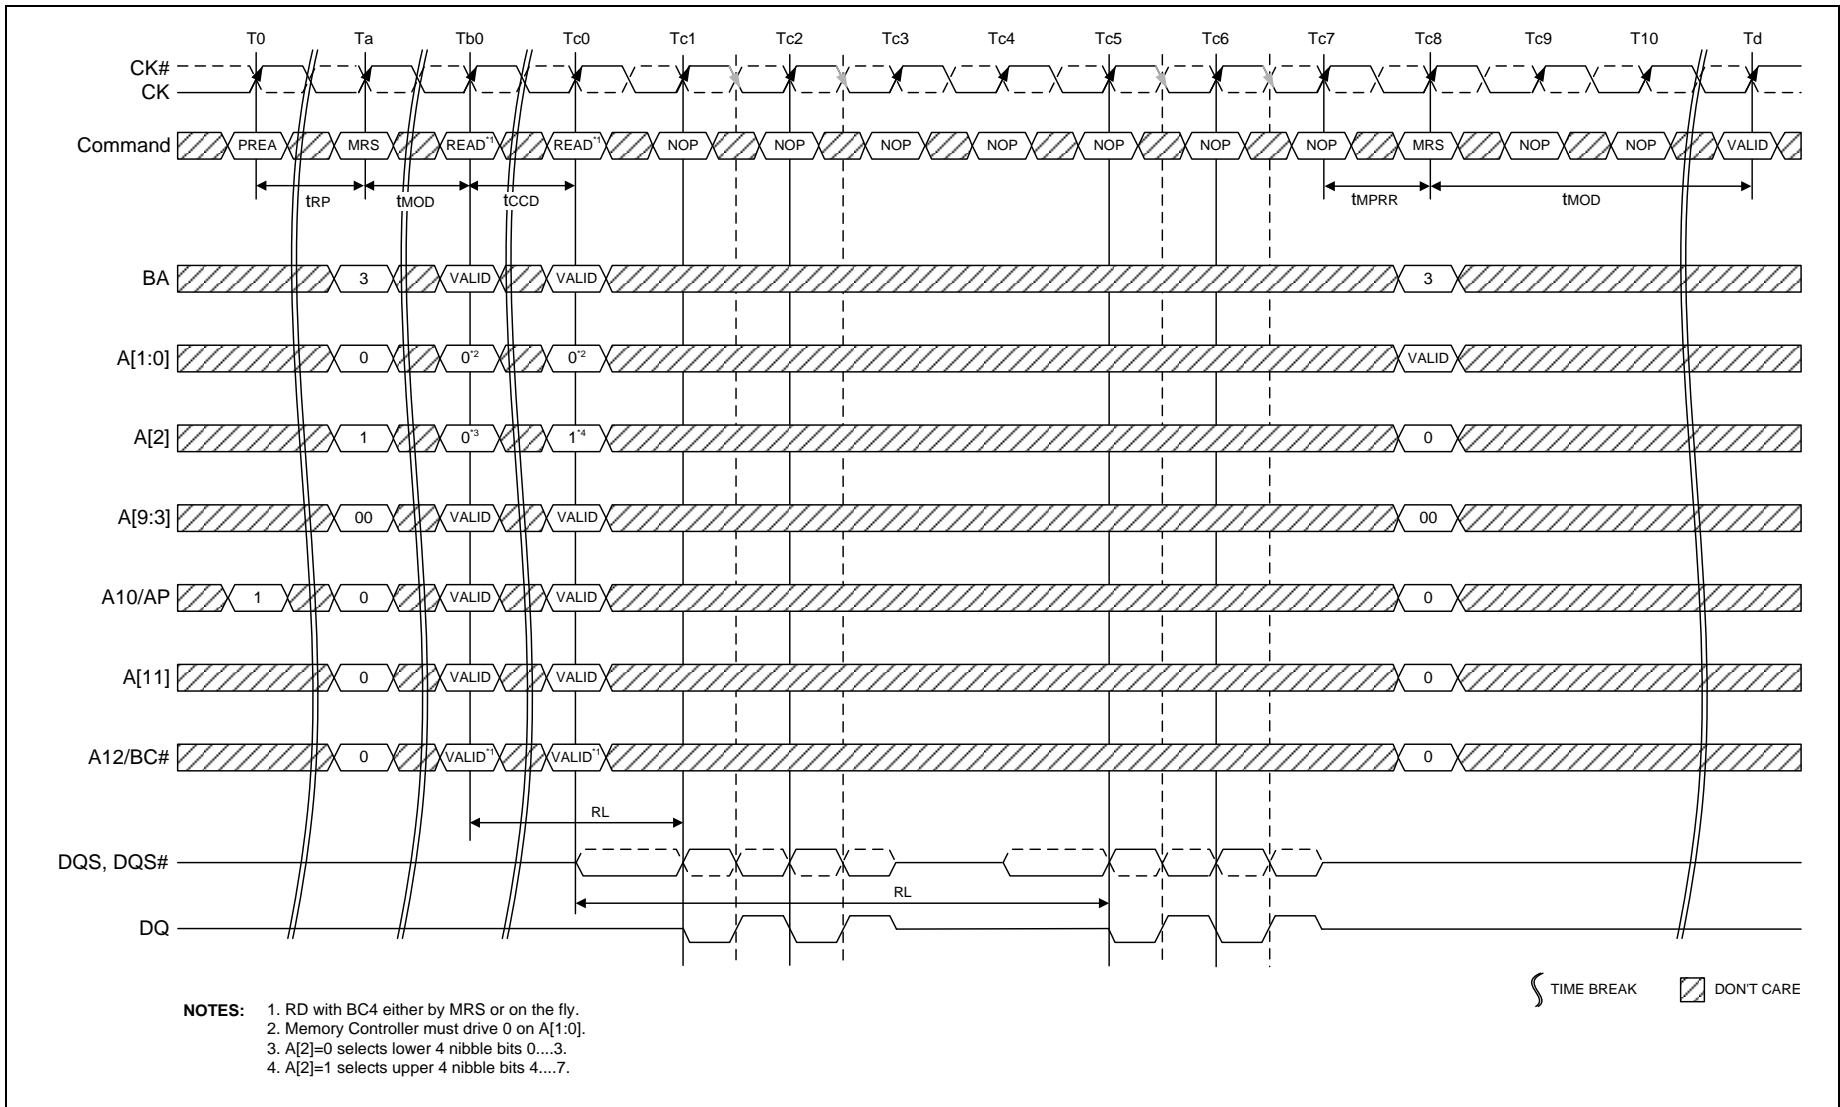 T0 Ta Tb0 Tc0 Tc1 Tc2 Tc3 Tc4 Tc5 Tc6 Tc7 Tc8 Tc9 T10 Td
CK#
CK
Command PREA MRS READ*1 READ*1 NOP NOP NOP NOP NOP NOP NOP MRS NOP NOP VALID
tRP tMOD tCCD tMPRR tMOD
BA 3 VALID VALID 3
A[1:0] 0 0*2 0*2 VALID
A[2] 1 0*3 1*4 0
A[9:3] 00 VALID VALID 00
A10/AP 1 0 VALID VALID 0
A[11] 0 VALID VALID 0
A12/BC# 0 VALID*1 VALID*1 0
RL
DQS, DQS#
RL
DQ
TIME BREAK DON'T CARE
NOTES: 1. RD with BC4 either by MRS or on the fly.
2. Memory Controller must drive 0 on A[1:0].
3. A[2]=0 selects lower 4 nibble bits 0....3.
4. A[2]=1 selects upper 4 nibble bits 4....7.